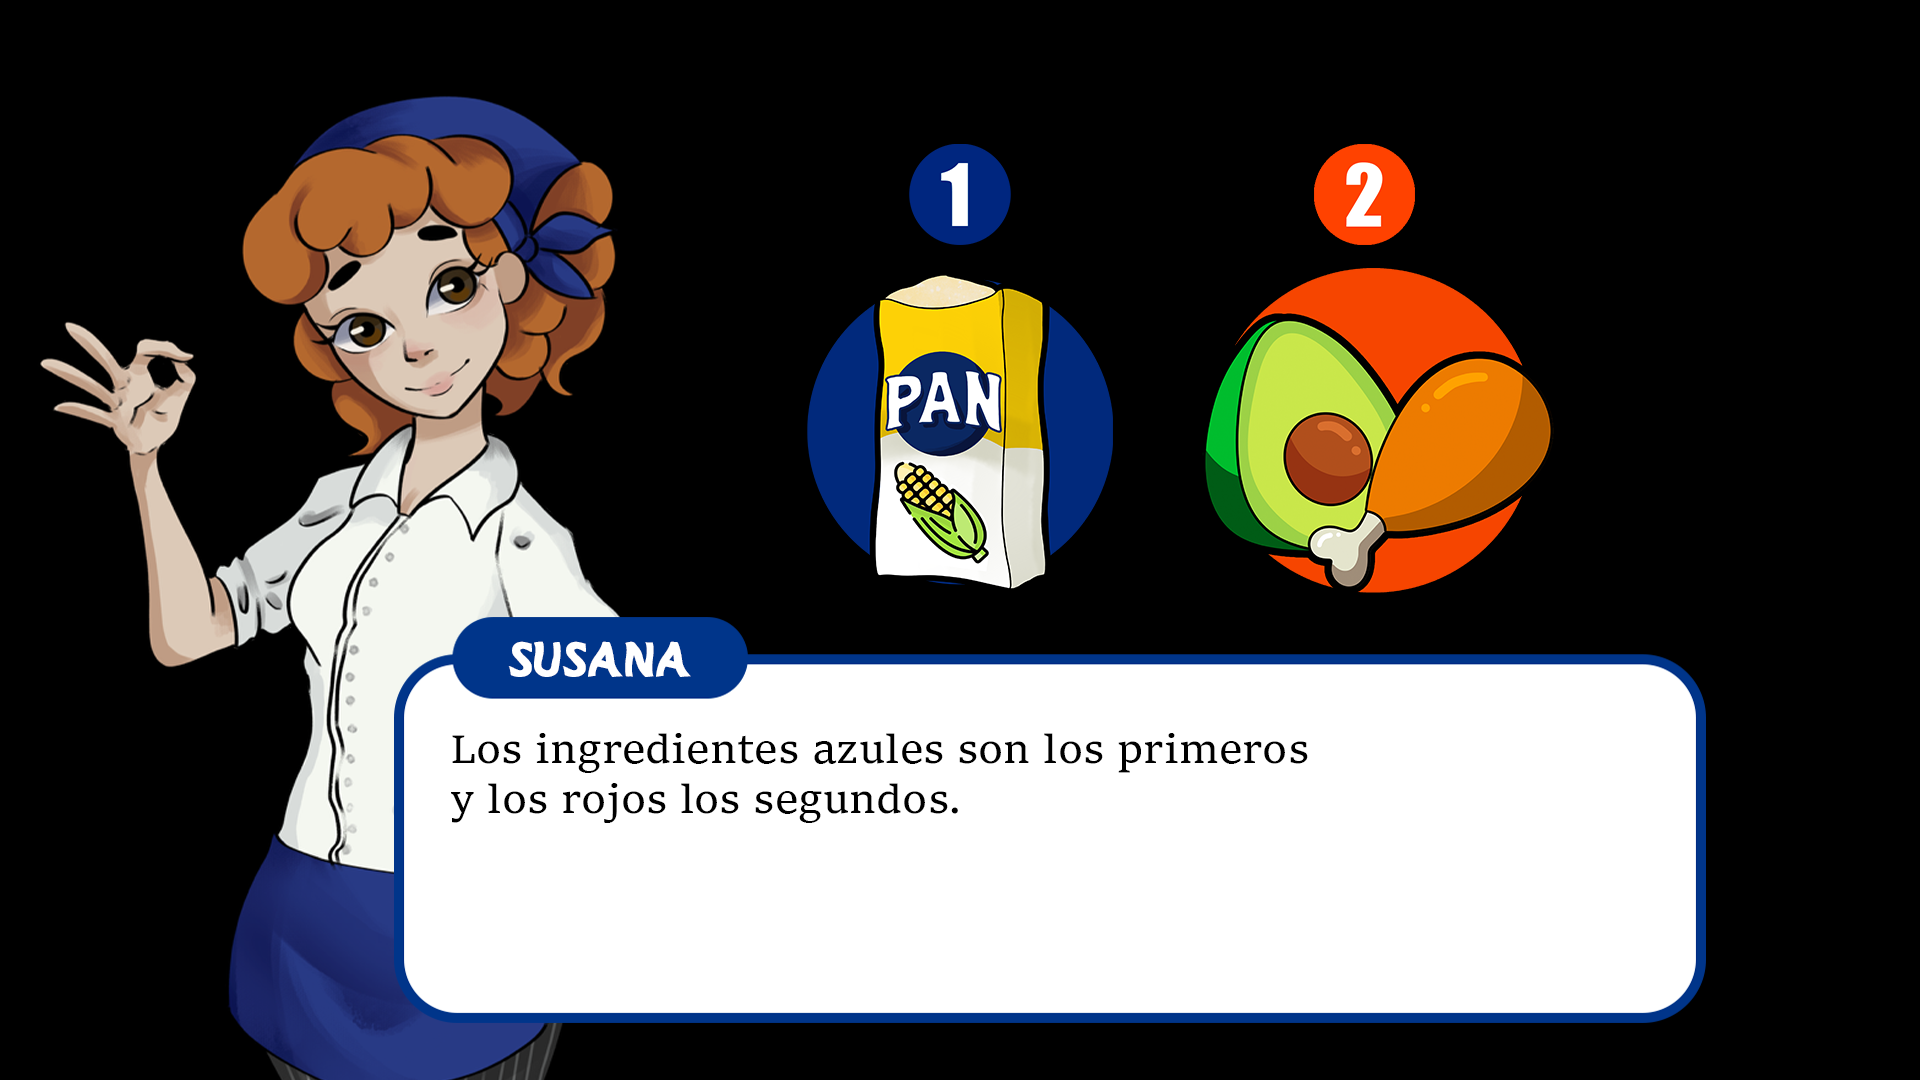 1
2
PAN
SUSANA
Los ingredientes azules son los primeros
y los rojos los segundos.